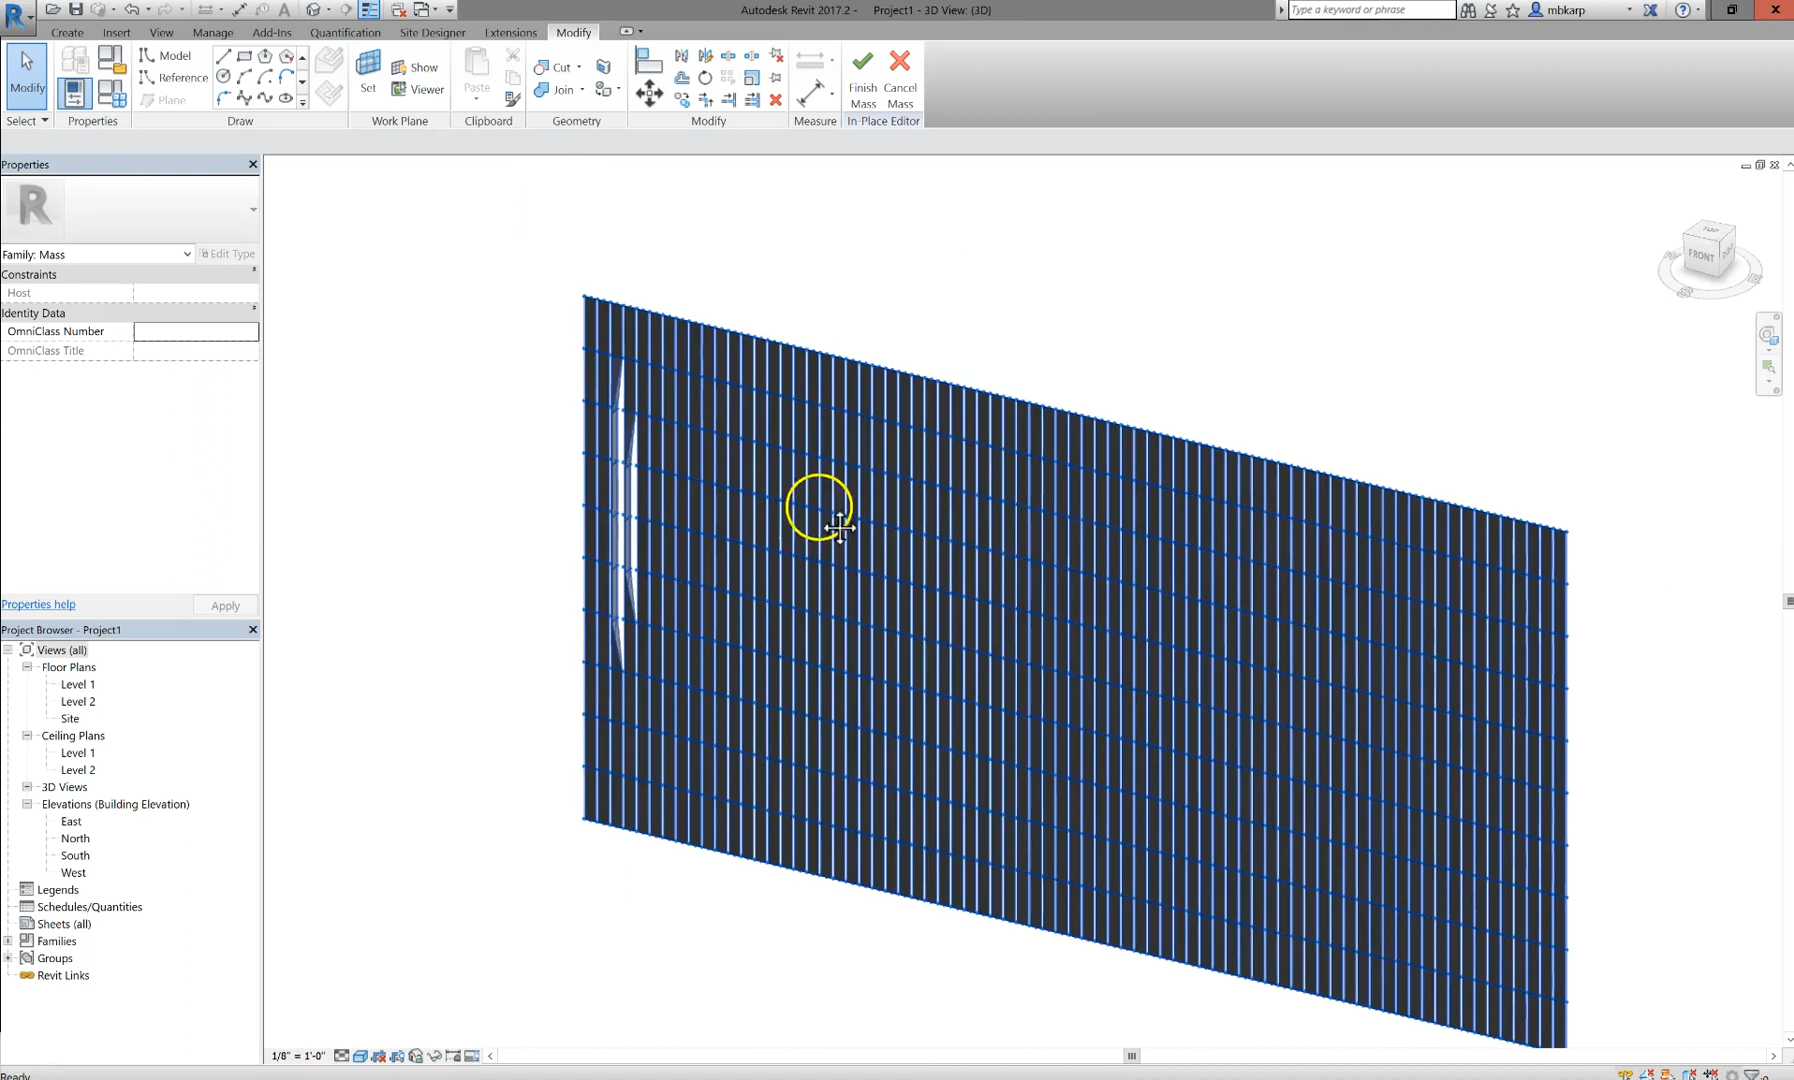 Autodesk Revit 2017.2 - Project1 - 3D View: {3D}
Type a keyword or phrase
mbkarp
Create Insert View Manage Add-Ins Quantification Site Designer Extensions Modify
Modify
Model
Reference
Plane
Set
Show
Viewer
Paste
Cut
Join
Finish Mass
Cancel Mass
Select Properties Draw Work Plane Clipboard Geometry Modify Measure In-Place Editor
Properties
Family: Mass
Edit Type
Constraints
Host
Identity Data
OmniClass Number
OmniClass Title
Properties help
Apply
Project Browser - Project1
Views (all)
Floor Plans
Level 1
Level 2
Site
Ceiling Plans
Level 1
Level 2
3D Views
Elevations (Building Elevation)
East
North
South
West
Legends
Schedules/Quantities
Sheets (all)
Families
Groups
Revit Links
TOP
FRONT
1/8" = 1'-0"
Ready